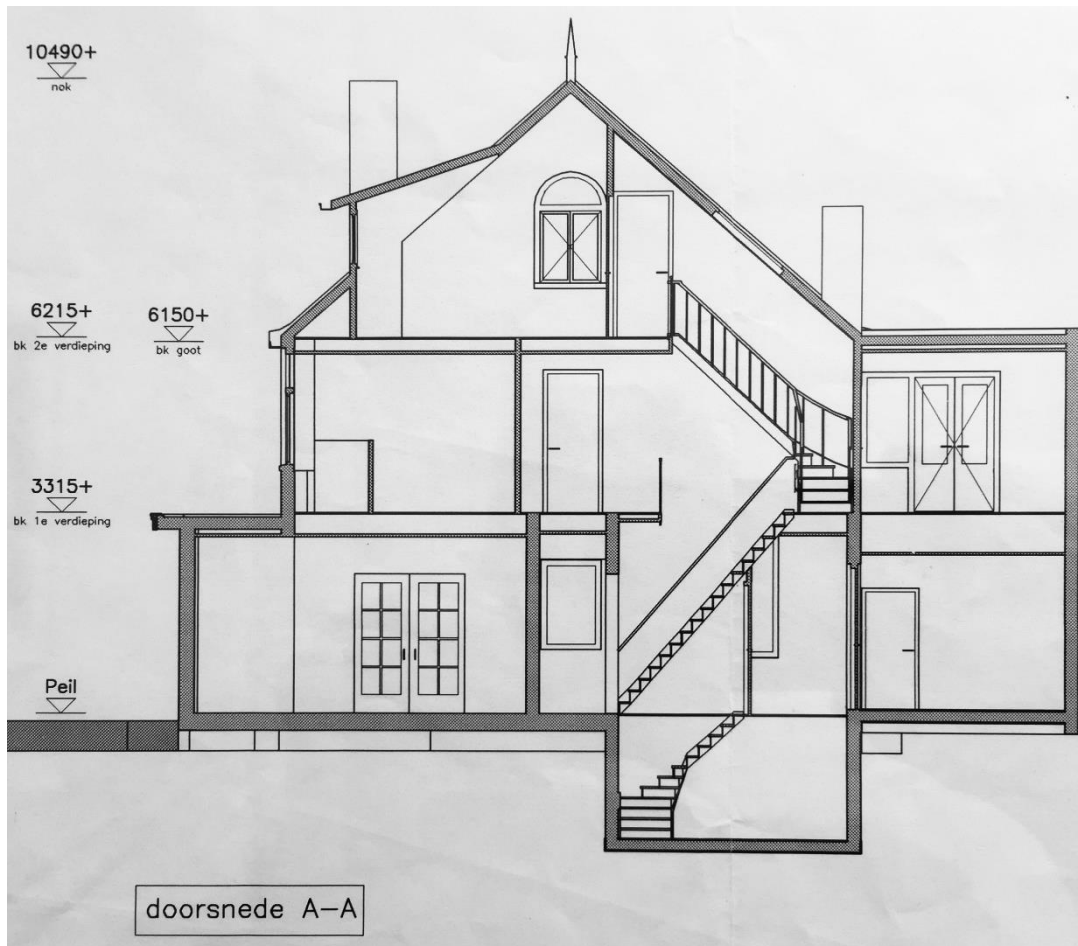 10490+
nok
6215+
bk 2e verdieping
6150+
bk goot
3315+
bk 1e verdieping
Peil
doorsnede A-A